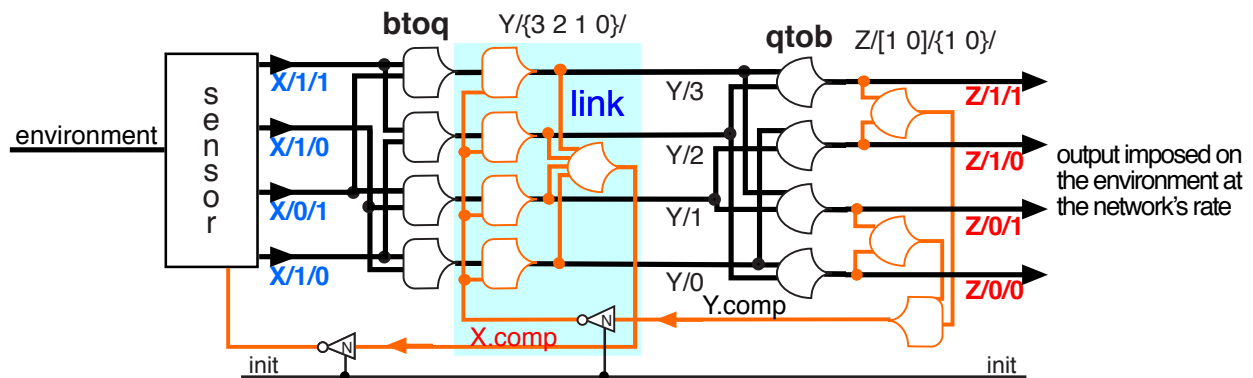 btoq
Y/{3 2 1 0}/
qtob
Z/[1 0]/{1 0}/
sensor
environment
X/1/1
X/1/0
X/0/1
X/1/0
link
Y/3
Y/2
Y/1
Y/0
Z/1/1
Z/1/0
Z/0/1
Z/0/0
output imposed on
the environment at
the network's rate
Y.comp
N
X.comp
N
init
init